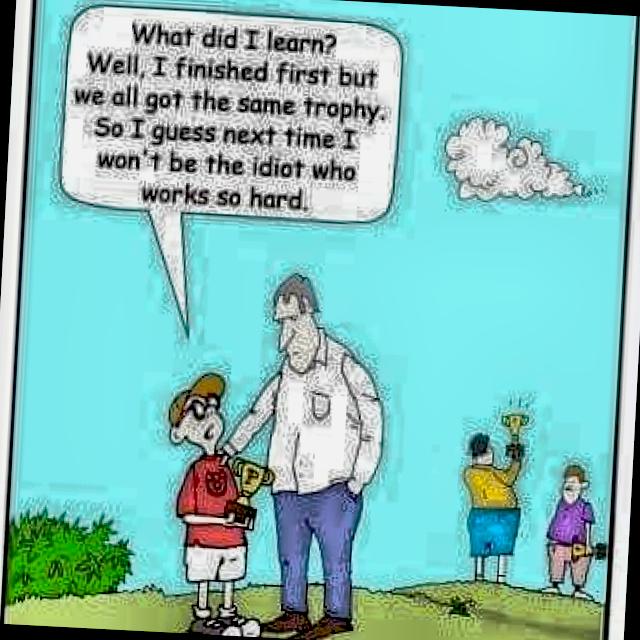 What did I learn?
Well, I finished first but
we all got the same trophy.
So I guess next time I
won't be the idiot who
works so hard.